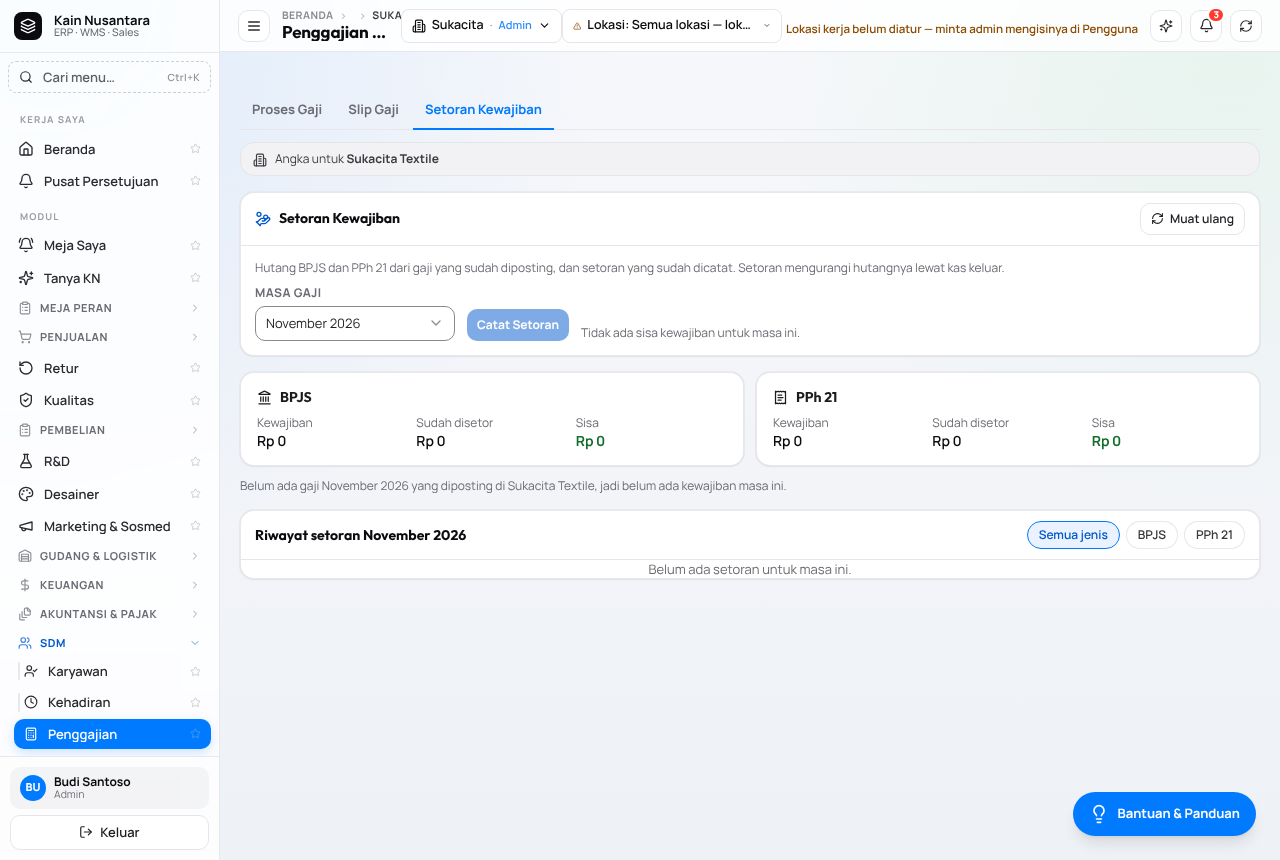 Kain Nusantara
ERP · WMS · Sales
Cari menu...
Ctrl+K
KERJA SAYA
Beranda
Pusat Persetujuan
MODUL
Meja Saya
Tanya KN
MEJA PERAN
PENJUALAN
Retur
Kualitas
PEMBELIAN
R&D
Desainer
Marketing & Sosmed
GUDANG & LOGISTIK
KEUANGAN
AKUNTANSI & PAJAK
SDM
Karyawan
Kehadiran
Penggajian
BU
Budi Santoso
Admin
Keluar
BERANDA > > SUKA
Penggajian ...
Sukacita · Admin
Lokasi: Semua lokasi — lok...
Lokasi kerja belum diatur — minta admin mengisinya di Pengguna
3
Proses Gaji
Slip Gaji
Setoran Kewajiban
Angka untuk Sukacita Textile
Setoran Kewajiban
Muat ulang
Hutang BPJS dan PPh 21 dari gaji yang sudah diposting, dan setoran yang sudah dicatat. Setoran mengurangi hutangnya lewat kas keluar.
MASA GAJI
November 2026
Catat Setoran
Tidak ada sisa kewajiban untuk masa ini.
BPJS
Kewajiban Sudah disetor Sisa
Rp 0 Rp 0 Rp 0
PPh 21
Kewajiban Sudah disetor Sisa
Rp 0 Rp 0 Rp 0
Belum ada gaji November 2026 yang diposting di Sukacita Textile, jadi belum ada kewajiban masa ini.
Riwayat setoran November 2026
Semua jenis
BPJS
PPh 21
Belum ada setoran untuk masa ini.
Bantuan & Panduan